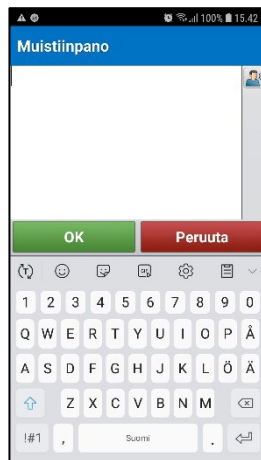 100% 15.42
Muistiinpano
OK Peruuta
1 2 3 4 5 6 7 8 9 0
Q W E R T Y U I O P Å
A S D F G H J K L Ö Ä
Z X C V B N M
!#1 , Suomi .